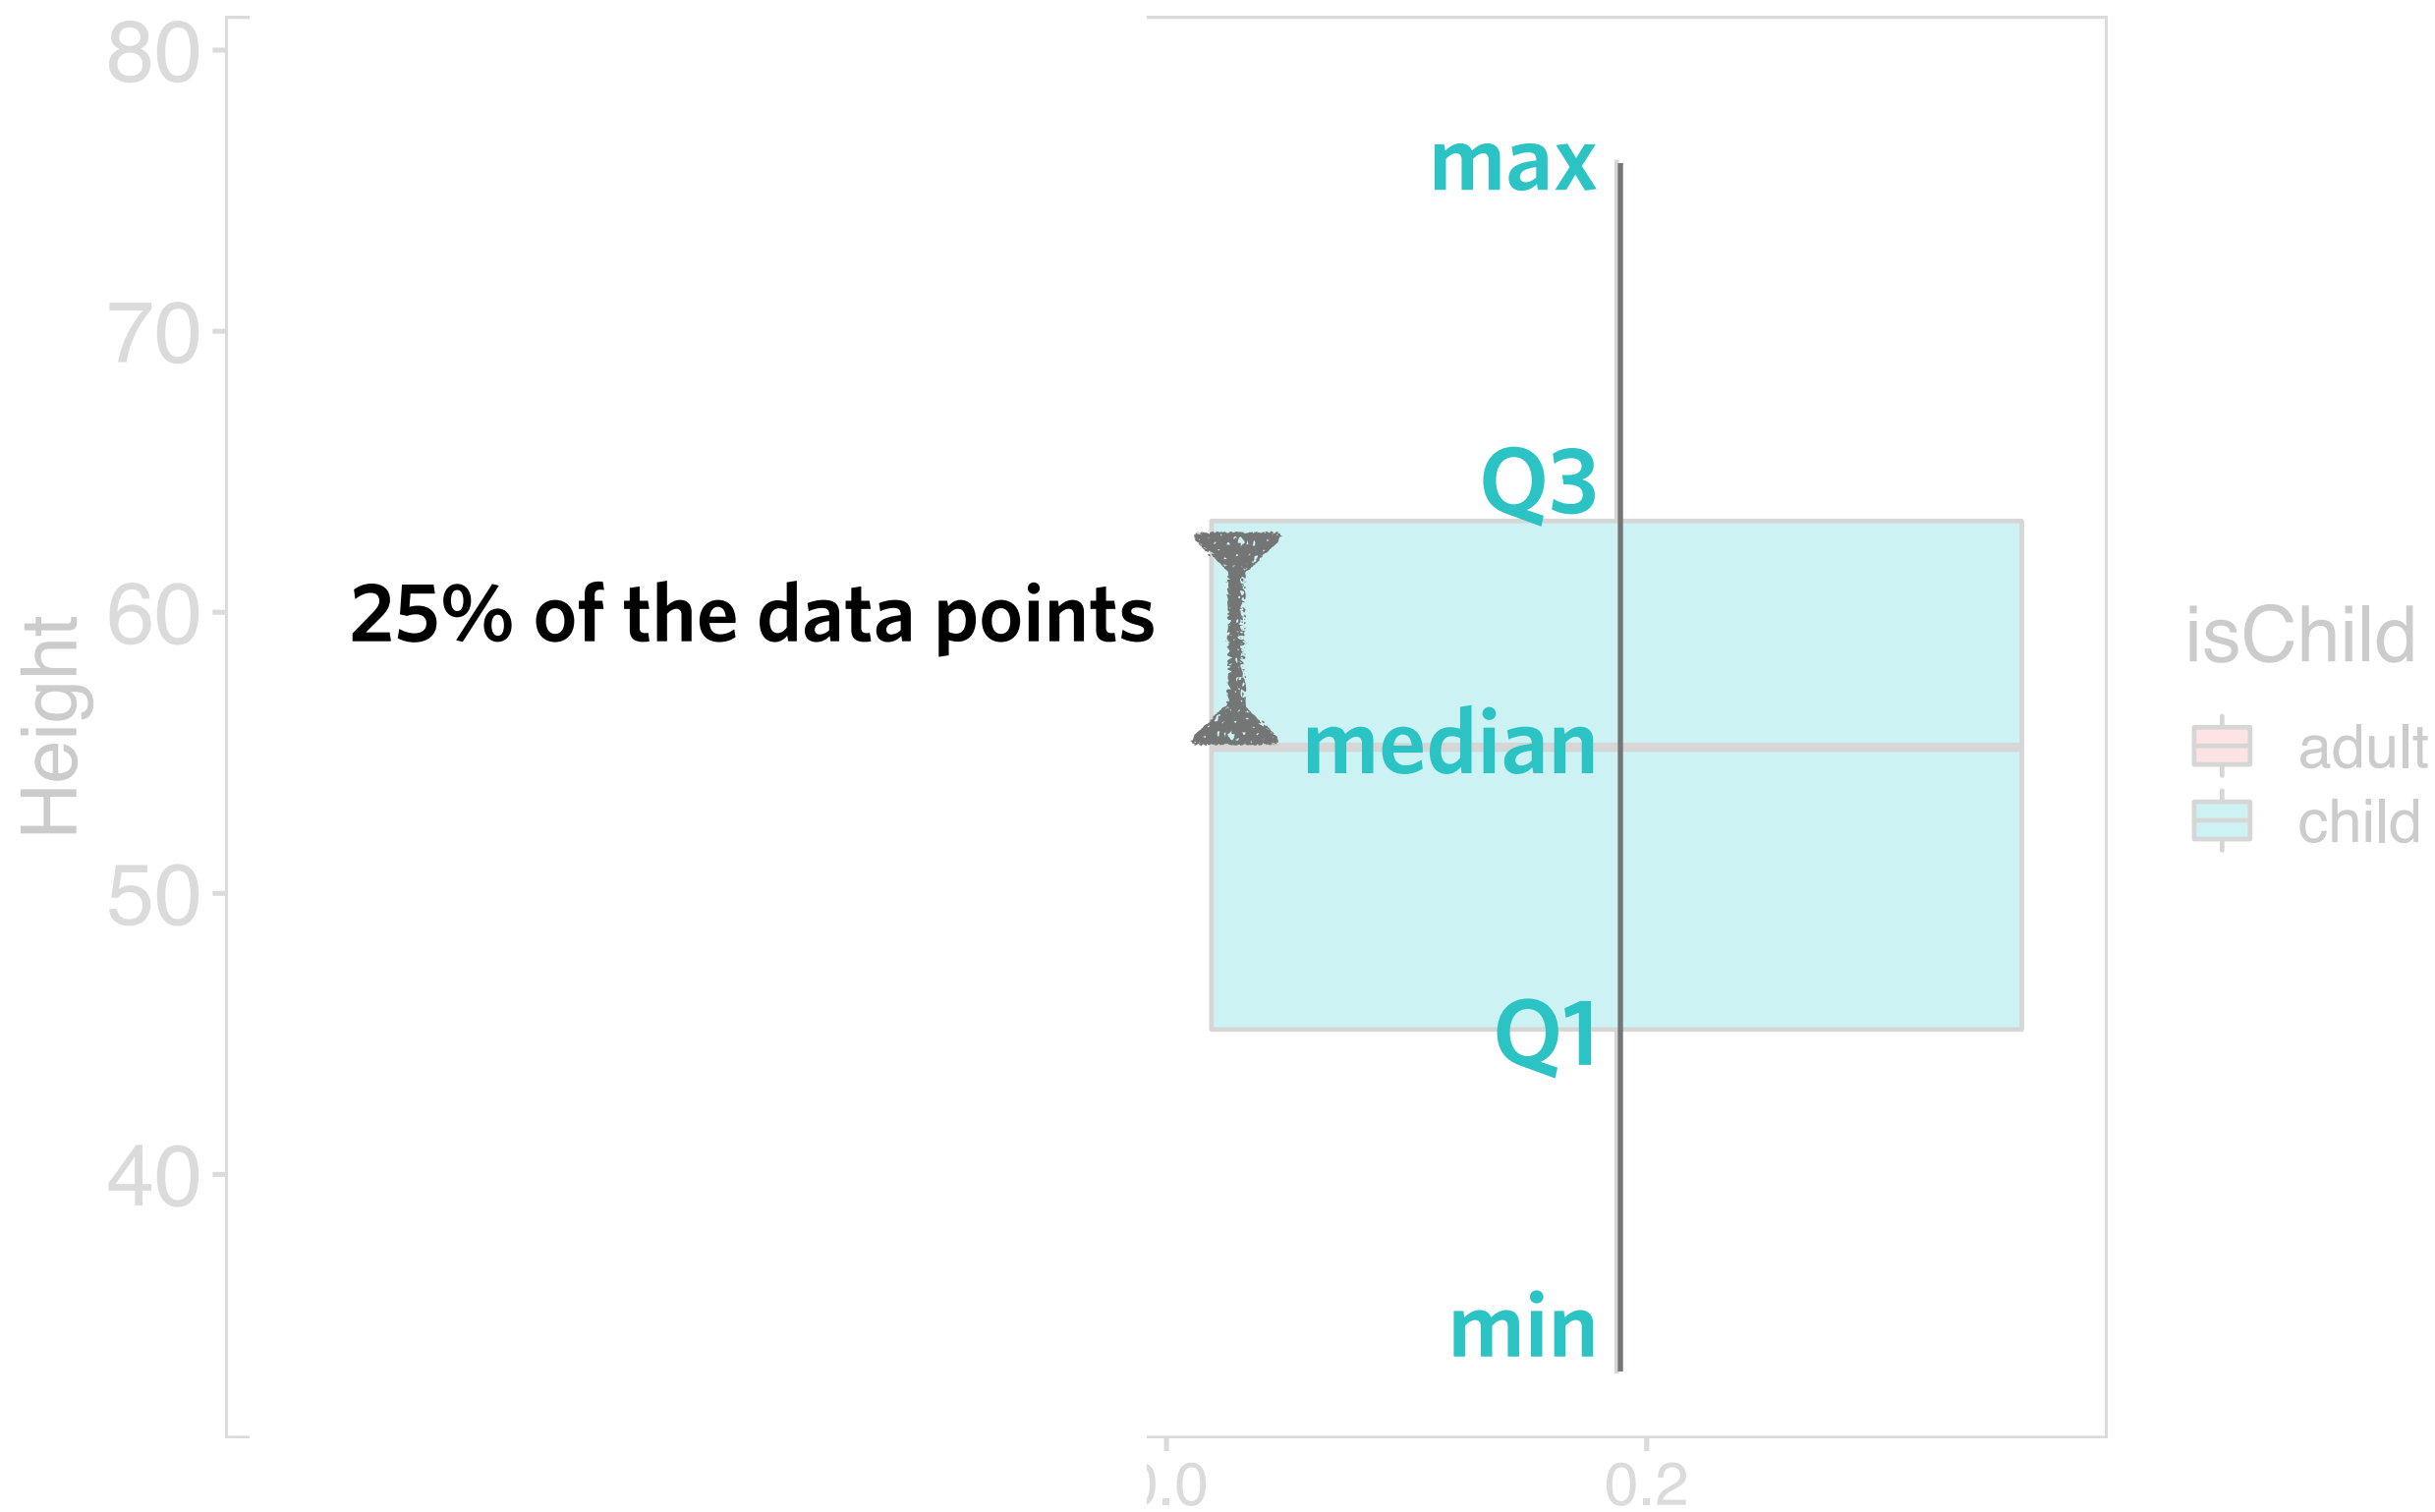 80
max
70
Q3
60
25% of the data points
isChild
Height
median
adult
child
50
Q1
40
min
0.0
0.2